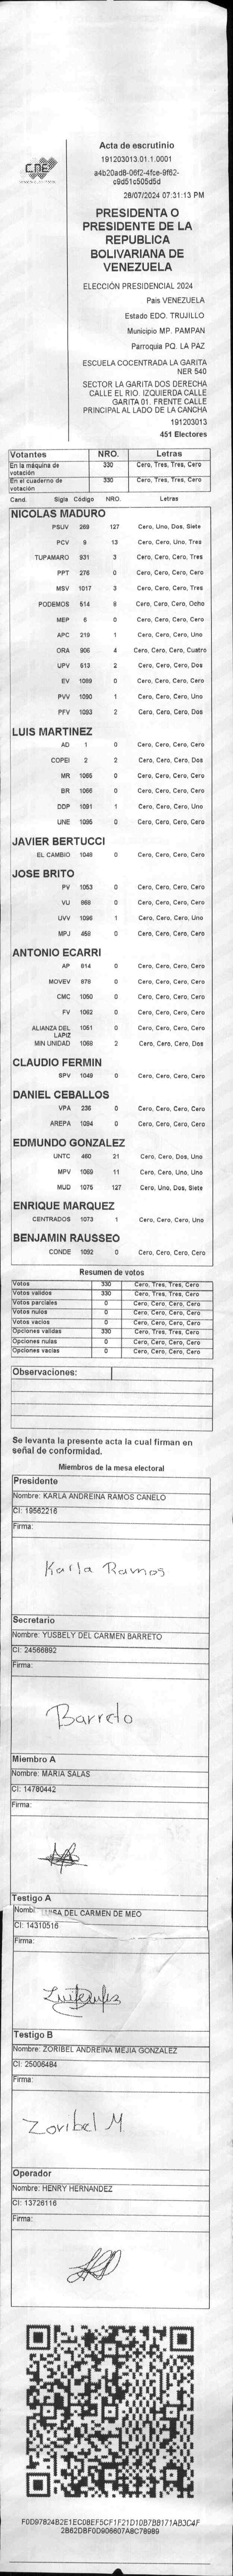 CNE
Acta de escrutinio
191203013.01.1.0001
a4b20ad8-06f2-4fce-9f62-
c9d51c505d5d
28/07/2024 07:31:13 PM
PRESIDENTA O
PRESIDENTE DE LA
REPUBLICA
BOLIVARIANA DE
VENEZUELA
ELECCIÓN PRESIDENCIAL 2024
Pais VENEZUELA
Estado EDO. TRUJILLO
Municipio MP. PAMPAN
Parroquia PQ. LA PAZ
ESCUELA COCENTRADA LA GARITA
NER 540
SECTOR LA GARITA DOS DERECHA
CALLE EL RIO. IZQUIERDA CALLE
GARITA 01. FRENTE CALLE
PRINCIPAL AL LADO DE LA CANCHA
191203013
451 Electores
Votantes NRO. Letras
En la máquina de votación 330 Cero, Tres, Tres, Cero
En el cuaderno de votación 330 Cero, Tres, Tres, Cero
Cand. Sigla Código NRO. Letras
NICOLAS MADURO
PSUV 269 127 Cero, Uno, Dos, Siete
PCV 9 13 Cero, Cero, Uno, Tres
TUPAMARO 931 3 Cero, Cero, Cero, Tres
PPT 276 0 Cero, Cero, Cero, Cero
MSV 1017 3 Cero, Cero, Cero, Tres
PODEMOS 514 8 Cero, Cero, Cero, Ocho
MEP 6 0 Cero, Cero, Cero, Cero
APC 219 1 Cero, Cero, Cero, Uno
ORA 906 4 Cero, Cero, Cero, Cuatro
UPV 613 2 Cero, Cero, Cero, Dos
EV 1089 0 Cero, Cero, Cero, Cero
PVV 1090 1 Cero, Cero, Cero, Uno
PFV 1093 2 Cero, Cero, Cero, Dos
LUIS MARTINEZ
AD 1 0 Cero, Cero, Cero, Cero
COPEI 2 2 Cero, Cero, Cero, Dos
MR 1065 0 Cero, Cero, Cero, Cero
BR 1066 0 Cero, Cero, Cero, Cero
DDP 1091 1 Cero, Cero, Cero, Uno
UNE 1095 0 Cero, Cero, Cero, Cero
JAVIER BERTUCCI
EL CAMBIO 1048 0 Cero, Cero, Cero, Cero
JOSE BRITO
PV 1053 0 Cero, Cero, Cero, Cero
VU 868 0 Cero, Cero, Cero, Cero
UVV 1096 1 Cero, Cero, Cero, Uno
MPJ 458 0 Cero, Cero, Cero, Cero
ANTONIO ECARRI
AP 814 0 Cero, Cero, Cero, Cero
MOVEV 878 0 Cero, Cero, Cero, Cero
CMC 1050 0 Cero, Cero, Cero, Cero
FV 1062 0 Cero, Cero, Cero, Cero
ALIANZA DEL LAPIZ 1051 0 Cero, Cero, Cero, Cero
MIN UNIDAD 1069 2 Cero, Cero, Cero, Dos
CLAUDIO FERMIN
SPV 1049 0 Cero, Cero, Cero, Cero
DANIEL CEBALLOS
VPA 236 0 Cero, Cero, Cero, Cero
AREPA 1094 0 Cero, Cero, Cero, Cero
EDMUNDO GONZALEZ
UNTC 460 21 Cero, Cero, Dos, Uno
MPV 1069 11 Cero, Cero, Uno, Uno
MUD 1075 127 Cero, Uno, Dos, Siete
ENRIQUE MARQUEZ
CENTRADOS 1073 1 Cero, Cero, Cero, Uno
BENJAMIN RAUSSEO
CONDE 1092 0 Cero, Cero, Cero, Cero
Resumen de votos
Votos 330 Cero, Tres, Tres, Cero
Votos validos 330 Cero, Tres, Tres, Cero
Votos parciales 0 Cero, Cero, Cero, Cero
Votos nulos 0 Cero, Cero, Cero, Cero
Votos vacios 0 Cero, Cero, Cero, Cero
Opciones validas 330 Cero, Tres, Tres, Cero
Opciones nulas 0 Cero, Cero, Cero, Cero
Opciones vacias 0 Cero, Cero, Cero, Cero
Observaciones:
Se levanta la presente acta la cual firman en
señal de conformidad.
Miembros de la mesa electoral
Presidente
Nombre: KARLA ANDREINA RAMOS CANELO
CI: 19562216
Firma:
Karla Ramos
Secretario
Nombre: YUSBELY DEL CARMEN BARRETO
CI: 24566892
Firma:
Barreto
Miembro A
Nombre: MARIA SALAS
CI: 14780442
Firma:
Testigo A
DEL CARMEN DE MEO
CI: 14310516
Firma:
Testigo B
Nombre: ZORIBEL ANDREINA MEJIA GONZALEZ
CI: 25006484
Firma:
Zoribel M
Operador
Nombre: HENRY HERNANDEZ
CI: 13726116
Firma:
F0D97824B2E1EC08EF5CF1F21D10B7BB171AB3C4F
2B62DBF0D906607A8C78989